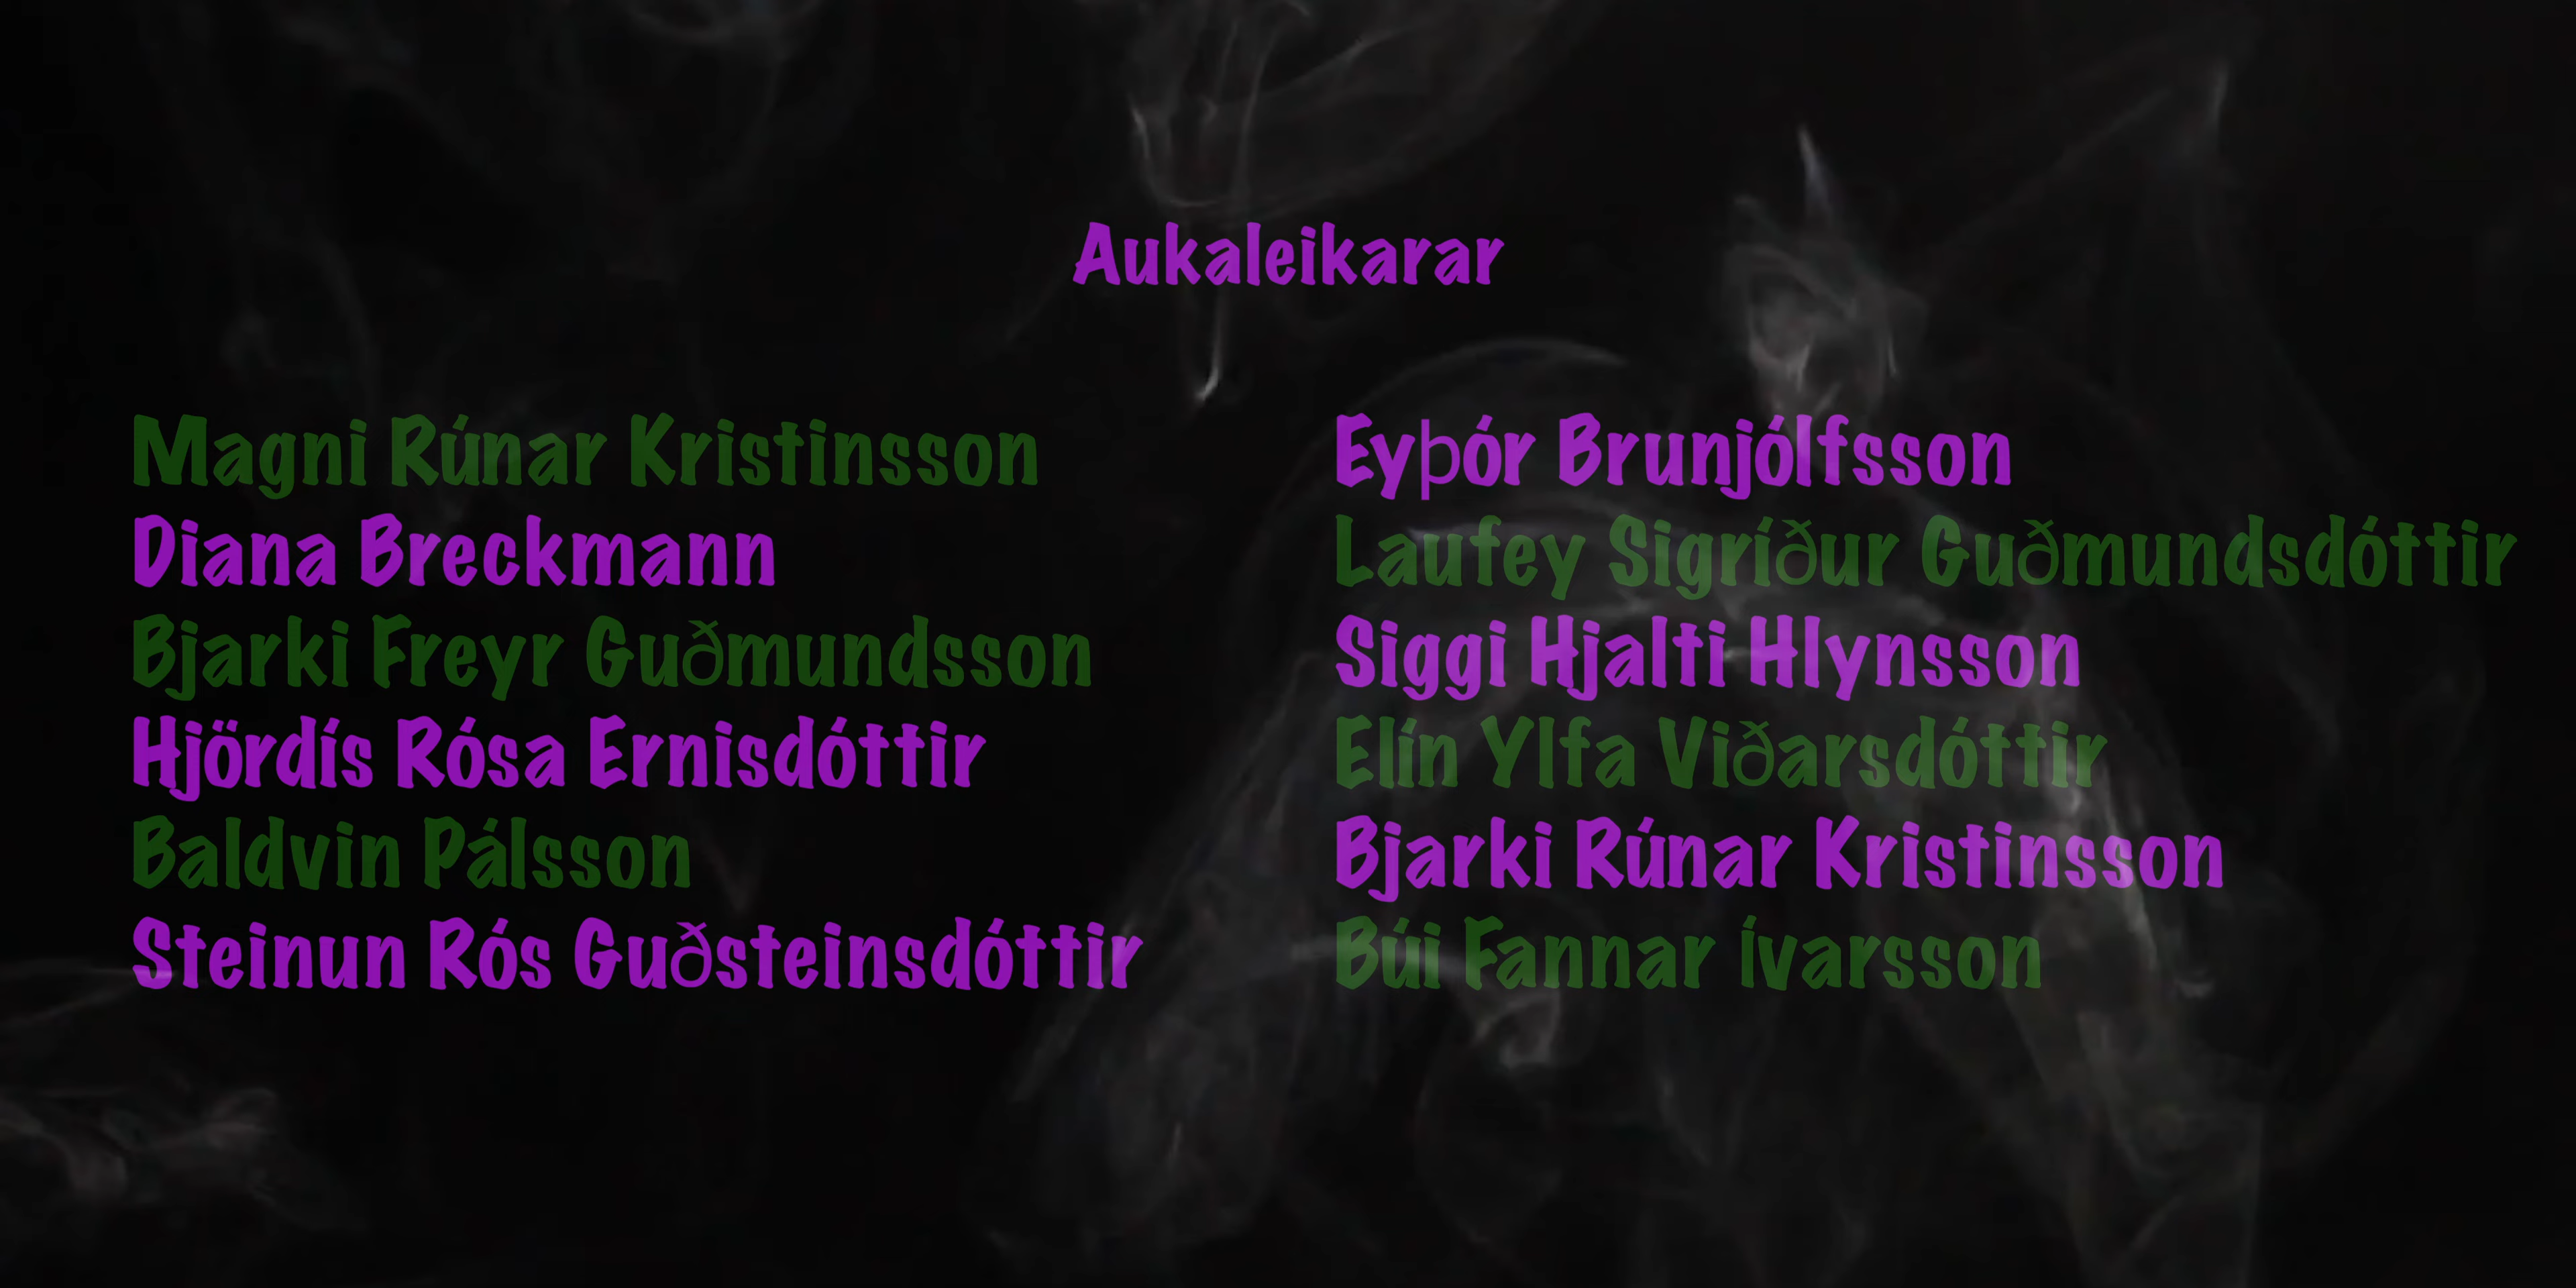 Aukaleikarar
Magni Rúnar Kristinsson
Diana Breckmann
Bjarki Freyr Guðmundsson
Hjördís Rósa Ernisdóttir
Baldvin Pálsson
Steinun Rós Guðsteinsdóttir
Eyþór Brunjólfsson
Laufey Sigríður Guðmundsdóttir
Siggi Hjalti Hlynsson
Elín Ylfa Viðarsdóttir
Bjarki Rúnar Kristinsson
Búi Fannar Ívarsson